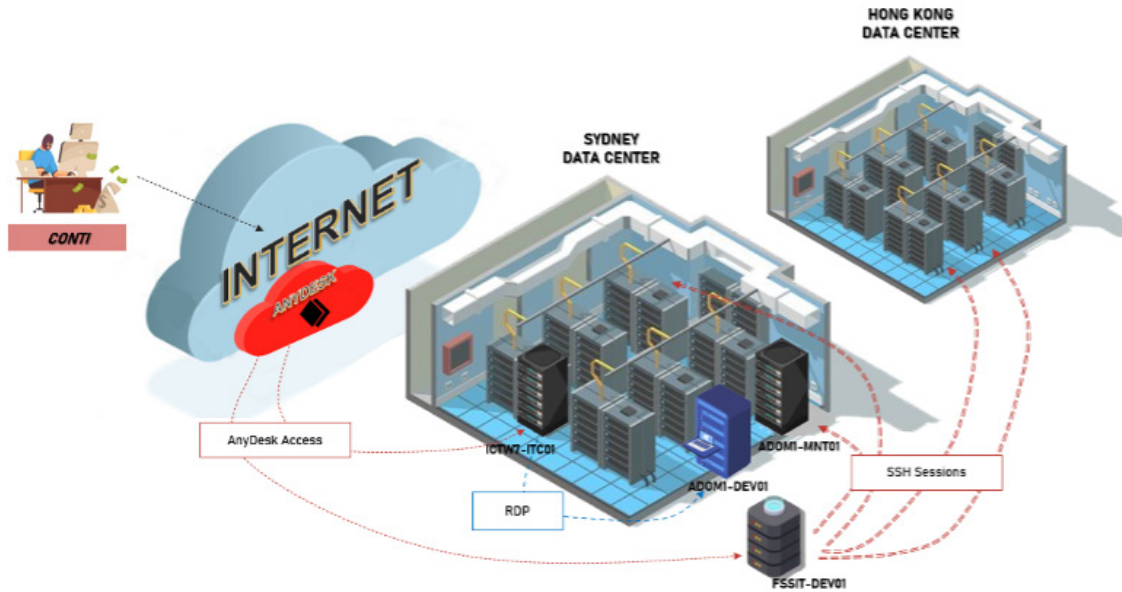 HONG KONG
DATA CENTER
SYDNEY
DATA CENTER
CONTI
INTERNET
ANYDESK
AnyDesk Access
ICTW7-ITC01
RDP
ADOM1-DEV01
ADOM1-MNT01
SSH Sessions
FSSIT-DEV01